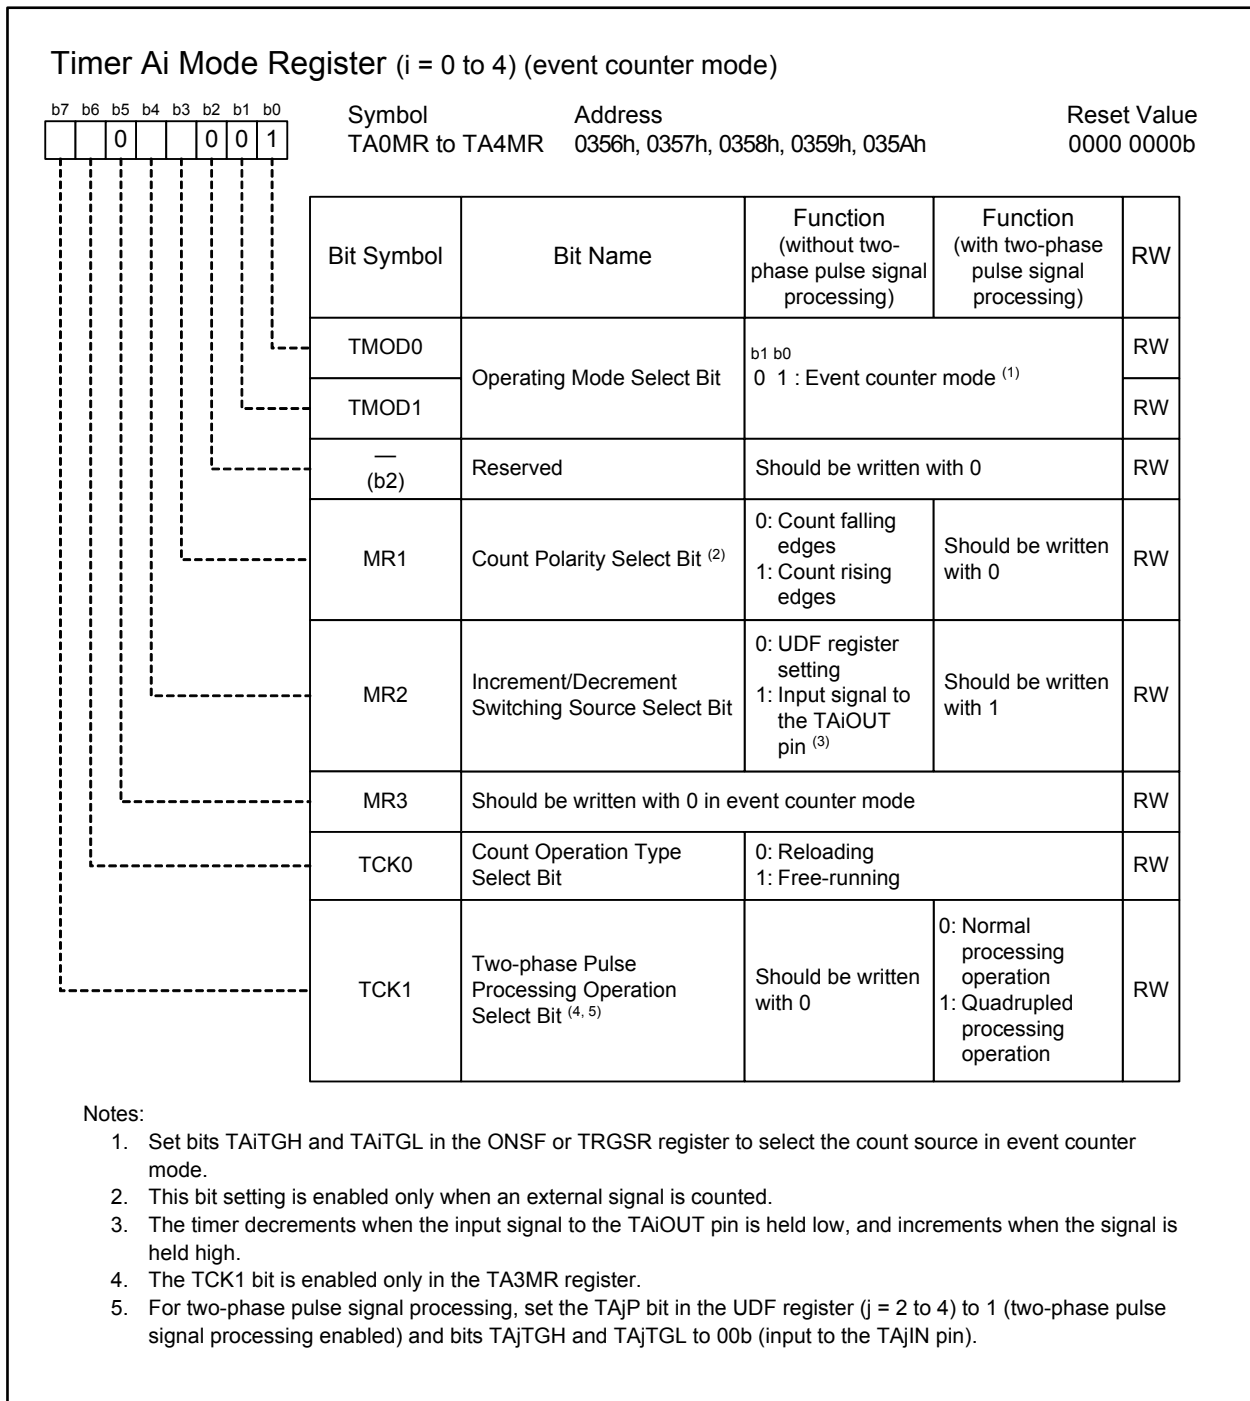 Timer Ai Mode Register (i = 0 to 4) (event counter mode)
b7 b6 b5 b4 b3 b2 b1 b0
0 0 0 1
Symbol Address Reset Value
TA0MR to TA4MR 0356h, 0357h, 0358h, 0359h, 035Ah 0000 0000b
Bit Symbol
Bit Name
Function
(without two-
phase pulse signal
processing)
Function
(with two-phase
pulse signal
processing)
RW
TMOD0
TMOD1
Operating Mode Select Bit
b1 b0
0 1 : Event counter mode (1)
RW
RW
—
(b2)
Reserved
Should be written with 0
RW
MR1
Count Polarity Select Bit (2)
0: Count falling
edges
1: Count rising
edges
Should be written
with 0
RW
MR2
Increment/Decrement
Switching Source Select Bit
0: UDF register
setting
1: Input signal to
the TAiOUT
pin (3)
Should be written
with 1
RW
MR3
Should be written with 0 in event counter mode
RW
TCK0
Count Operation Type
Select Bit
0: Reloading
1: Free-running
RW
TCK1
Two-phase Pulse
Processing Operation
Select Bit (4, 5)
Should be written
with 0
0: Normal
processing
operation
1: Quadrupled
processing
operation
RW
Notes:
1. Set bits TAiTGH and TAiTGL in the ONSF or TRGSR register to select the count source in event counter
mode.
2. This bit setting is enabled only when an external signal is counted.
3. The timer decrements when the input signal to the TAiOUT pin is held low, and increments when the signal is
held high.
4. The TCK1 bit is enabled only in the TA3MR register.
5. For two-phase pulse signal processing, set the TAjP bit in the UDF register (j = 2 to 4) to 1 (two-phase pulse
signal processing enabled) and bits TAjTGH and TAjTGL to 00b (input to the TAjIN pin).